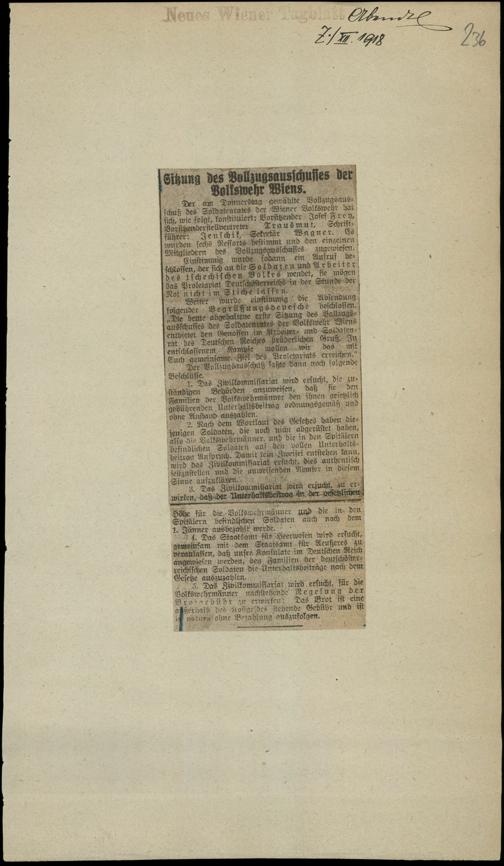 Neues Wiener Tagblatt
Abendbl
7./XII. 1918
236
Sitzung des Vollzugsausschusses der
Volkswehr Wiens.
Der am Donnerstag gewählte Vollzugsaus-
schuß des Soldatenrates der Wiener Volkswehr hat
sich, wie folgt, konstituiert: Vorsitzender Josef Frey,
Vorsitzenderstellvertreter Trausmut, Schrift-
führer: Jenschik, Sekretär Wagner. Es
wurden sechs Ressorts bestimmt und den einzelnen
Mitgliedern des Vollzugsausschusses zugewiesen.
Einstimmig wurde sodann ein Aufruf be-
schlossen, der sich an die Soldaten und Arbeiter
des tschechischen Volkes wendet, sie mögen
das Proletariat Deutschösterreichs in der Stunde der
Not nicht im Stiche lassen.
Weiter wurde einstimmig die Absendung
folgender Begrüßungsdepesche beschlossen:
„Die heute abgehaltene erste Sitzung des Vollzugs-
ausschusses des Soldatenrates der Volkswehr Wiens
entbietet den Genossen im Arbeiter- und Soldaten-
rat des Deutschen Reiches brüderlichen Gruß. In
entschlossenem Kampfe wollen wir das mit
Euch gemeinsame Ziel des Proletariats erreichen."
Der Vollzugsausschuß faßte dann noch folgende
Beschlüsse:
1. Das Zivilkommissariat wird ersucht, die zu-
ständigen Behörden anzuweisen, daß sie den
Familien der Volkswehrmänner den ihnen gesetzlich
gebührenden Unterhaltsbeitrag ordnungsgemäß und
ohne Anstand auszahlen.
2. Nach dem Wortlaut des Gesetzes haben die-
jenigen Soldaten, die noch nicht abgerüstet haben,
also die Volkswehrmänner, und die in den Spitälern
befindlichen Soldaten auf den vollen Unterhalts-
beitrag Anspruch. Damit kein Zweifel entstehen kann,
wird das Zivilkommissariat ersucht, dies authentisch
festzustellen und die anweisenden Aemter in diesem
Sinne aufzuklären.
3. Das Zivilkommissariat wird ersucht, zu er-
wirken, daß der Unterhaltsbeitrag in der gesetzlichen
Höhe für die Volkswehrmänner und die in den
Spitälern befindlichen Soldaten auch nach dem
1. Jänner ausbezahlt werde.
4. Das Staatsamt für Heerwesen wird ersucht,
gemeinsam mit dem Staatsamt für Aeußeres zu
veranlassen, daß unsre Konsulate im Deutschen Reich
angewiesen werden, den Familien der deutschöster-
reichischen Soldaten die Unterhaltsbeiträge nach dem
Gesetze auszuzahlen.
5. Das Zivilkommissariat wird ersucht, für die
Volkswehrmänner nachstehende Regelung der
Brotgebühr zu erwirken: Das Brot ist eine
außerhalb des Kostgeldes stehende Gebühr und ist
in natura ohne Bezahlung auszufolgen.